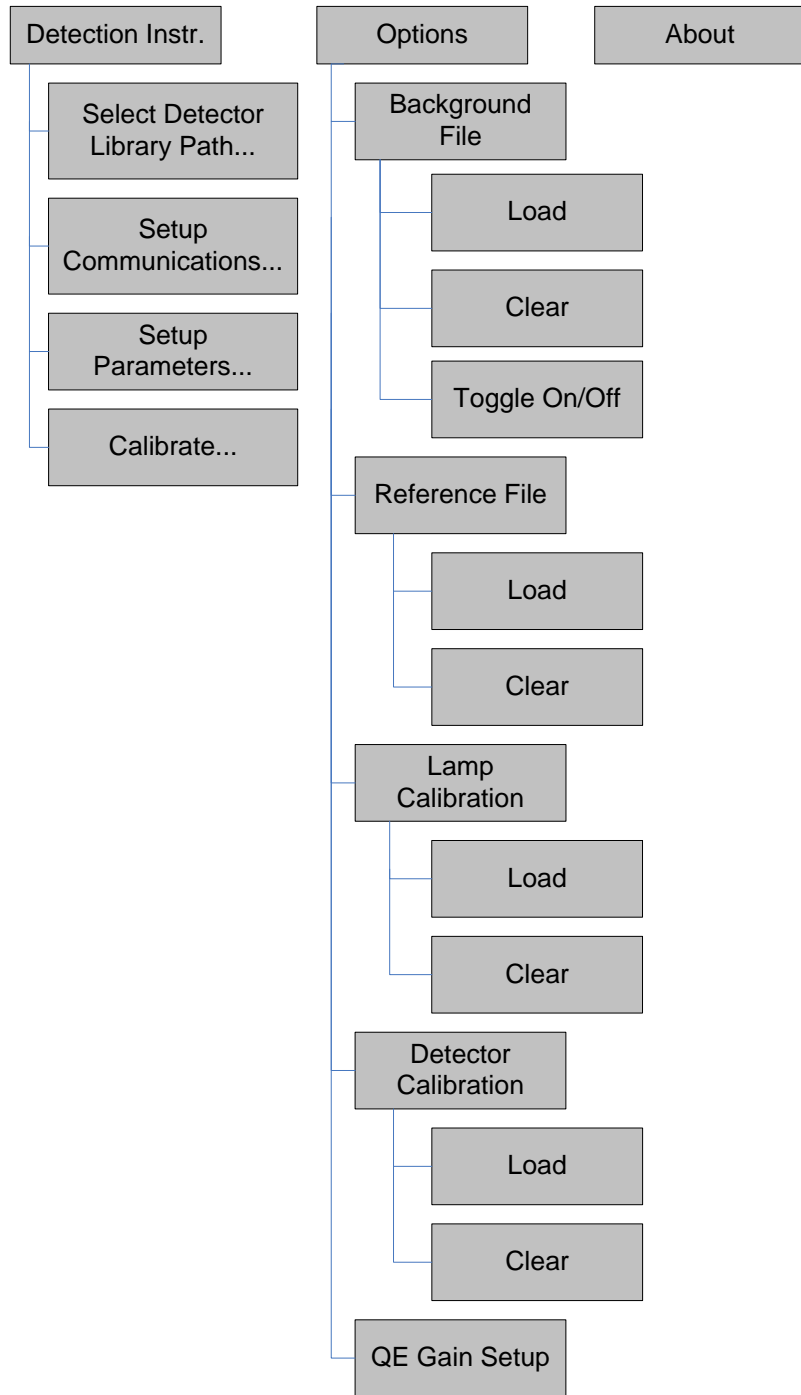 Detection Instr.
Select Detector
Library Path...
Setup
Communications...
Setup
Parameters...
Calibrate...
Options
Background
File
Load
Clear
Toggle On/Off
Reference File
Load
Clear
Lamp
Calibration
Load
Clear
Detector
Calibration
Load
Clear
QE Gain Setup
About